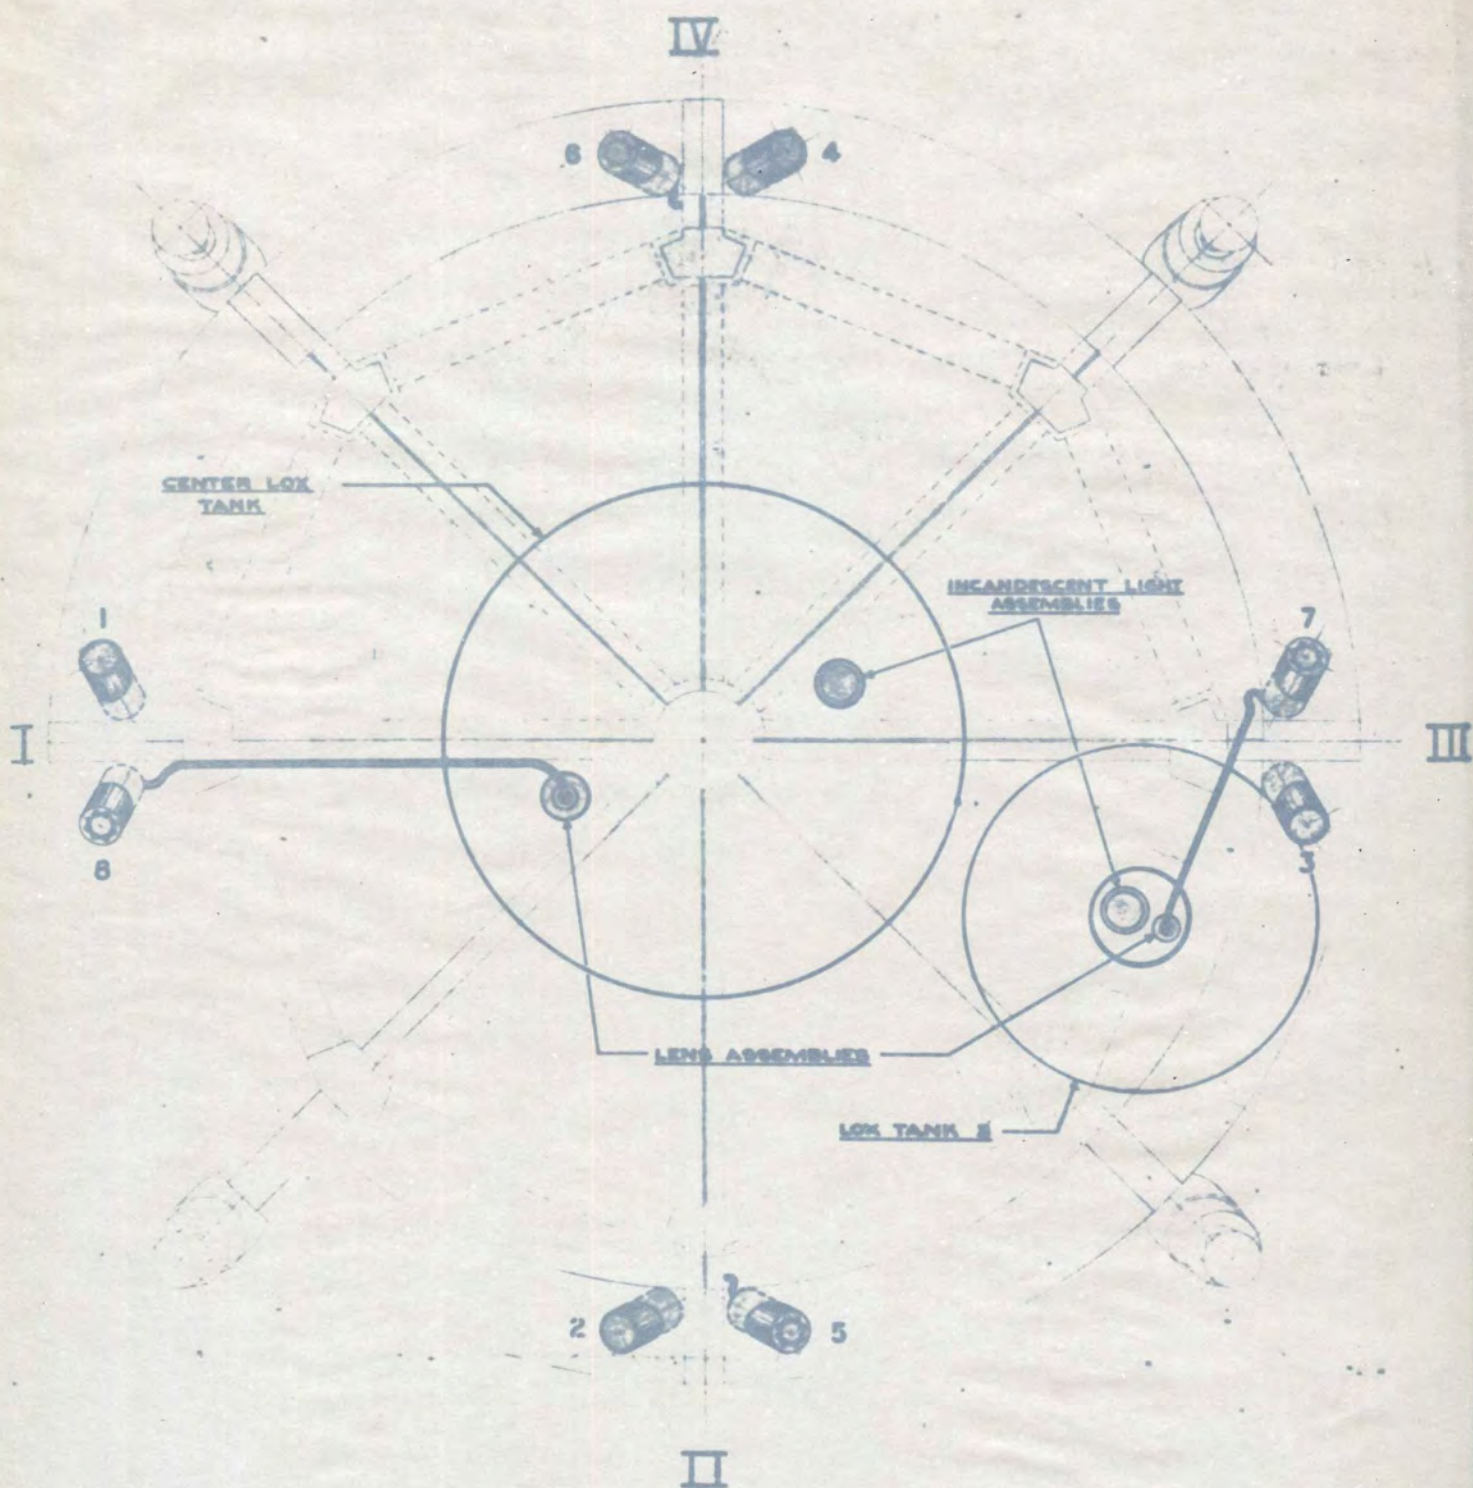 IV
6
4
CENTER LOX
TANK
INCANDESCENT LIGHT
ASSEMBLIES
1
7
I
III
8
3
LENS ASSEMBLIES
LOX TANK
2
5
II